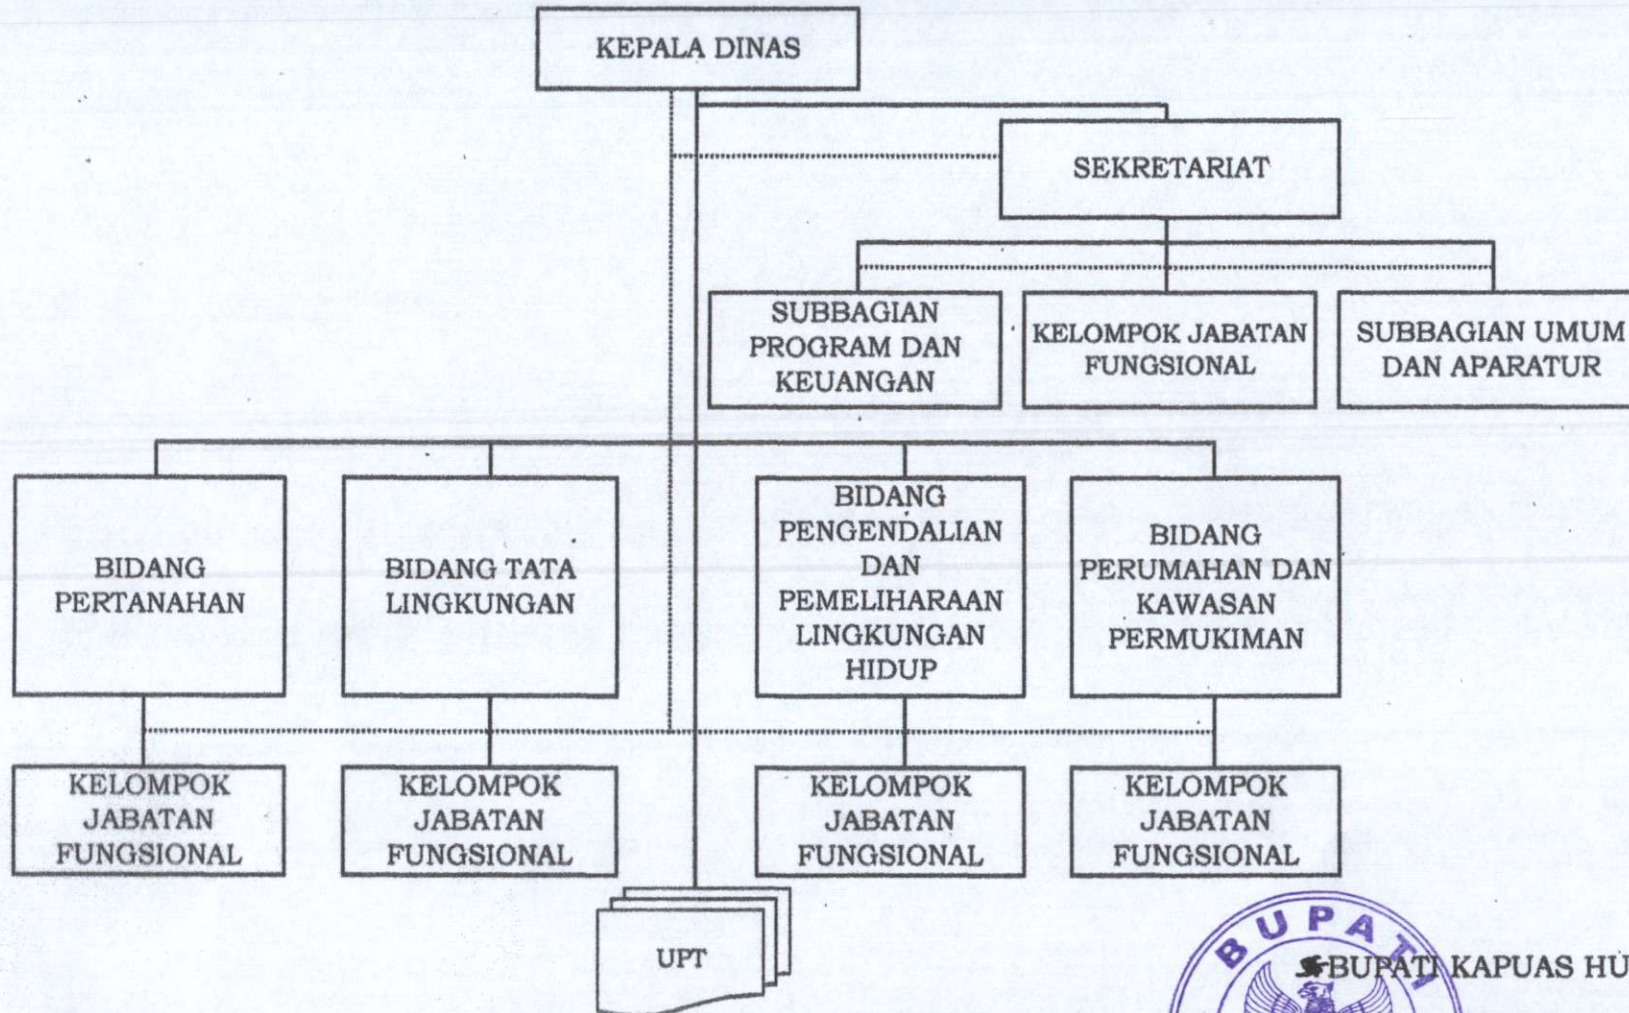 KEPALA DINAS
SEKRETARIAT
SUBBAGIAN
PROGRAM DAN
KEUANGAN
KELOMPOK JABATAN
FUNGSIONAL
SUBBAGIAN UMUM
DAN APARATUR
BIDANG
PERTANAHAN
BIDANG TATA
LINGKUNGAN
BIDANG
PENGENDALIAN
DAN
PEMELIHARAAN
LINGKUNGAN
HIDUP
BIDANG
PERUMAHAN DAN
KAWASAN
PERMUKIMAN
KELOMPOK
JABATAN
FUNGSIONAL
KELOMPOK
JABATAN
FUNGSIONAL
KELOMPOK
JABATAN
FUNGSIONAL
KELOMPOK
JABATAN
FUNGSIONAL
UPT
BUPATI
BUPATI KAPUAS HU